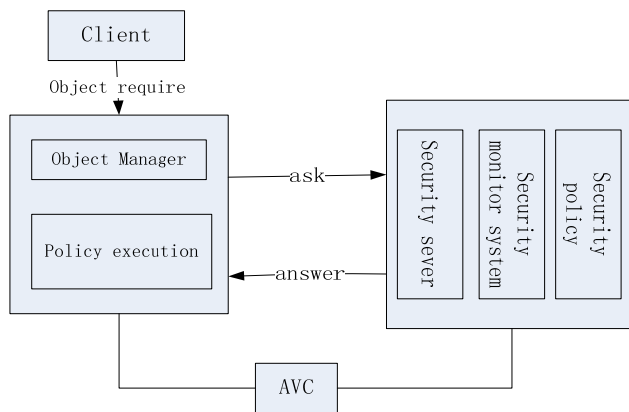 Client
Object require
Object Manager
Policy execution
ask
answer
Security sever
Security
monitor system
Security
policy
AVC